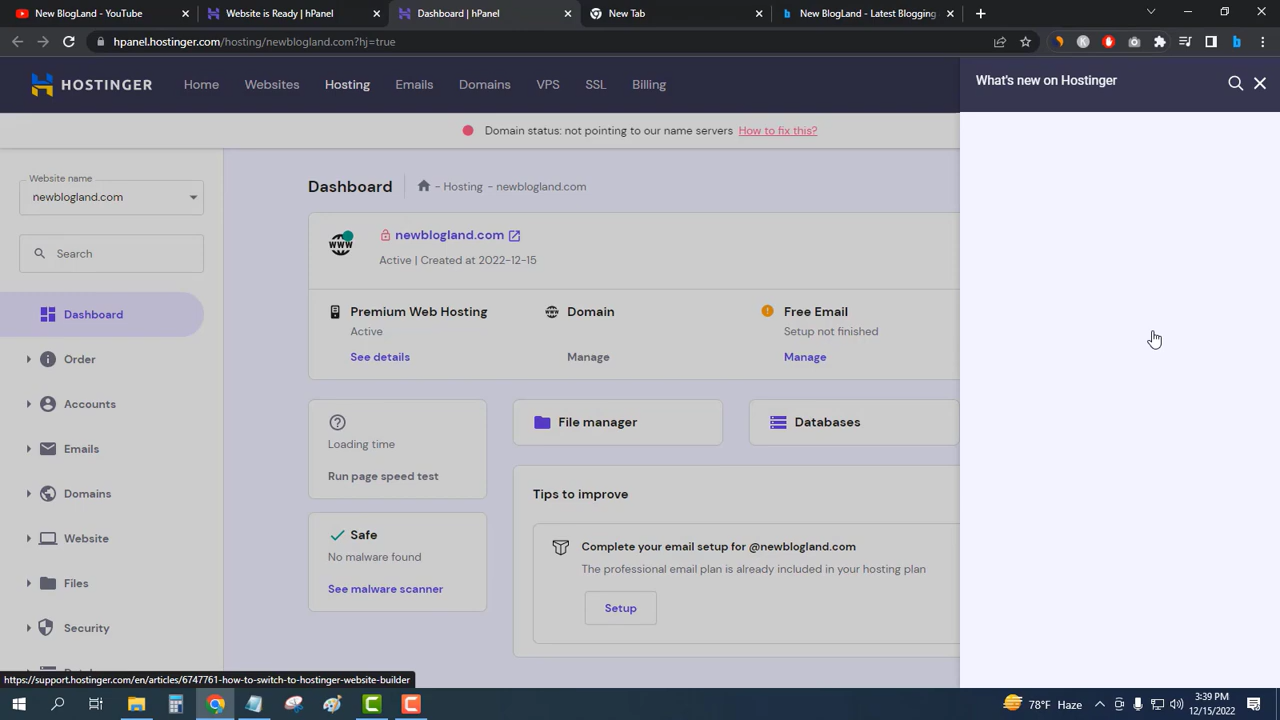 New BlogLand - YouTube
Website is Ready | hPanel
Dashboard | hPanel
New Tab
New BlogLand - Latest Blogging
hpanel.hostinger.com/hosting/newblogland.com?hj=true
HOSTINGER
Home
Websites
Hosting
Emails
Domains
VPS
SSL
Billing
What's new on Hostinger
Domain status: not pointing to our name servers How to fix this?
Website name
newblogland.com
Search
Dashboard
Order
Accounts
Emails
Domains
Website
Files
Security
Dashboard
- Hosting - newblogland.com
WWW
newblogland.com
Active | Created at 2022-12-15
Premium Web Hosting
Active
See details
Domain
Manage
Free Email
Setup not finished
Manage
Loading time
Run page speed test
File manager
Databases
Safe
No malware found
See malware scanner
Tips to improve
Complete your email setup for @newblogland.com
The professional email plan is already included in your hosting plan
Setup
https://support.hostinger.com/en/articles/6747761-how-to-switch-to-hostinger-website-builder
78°F Haze
3:39 PM
12/15/2022